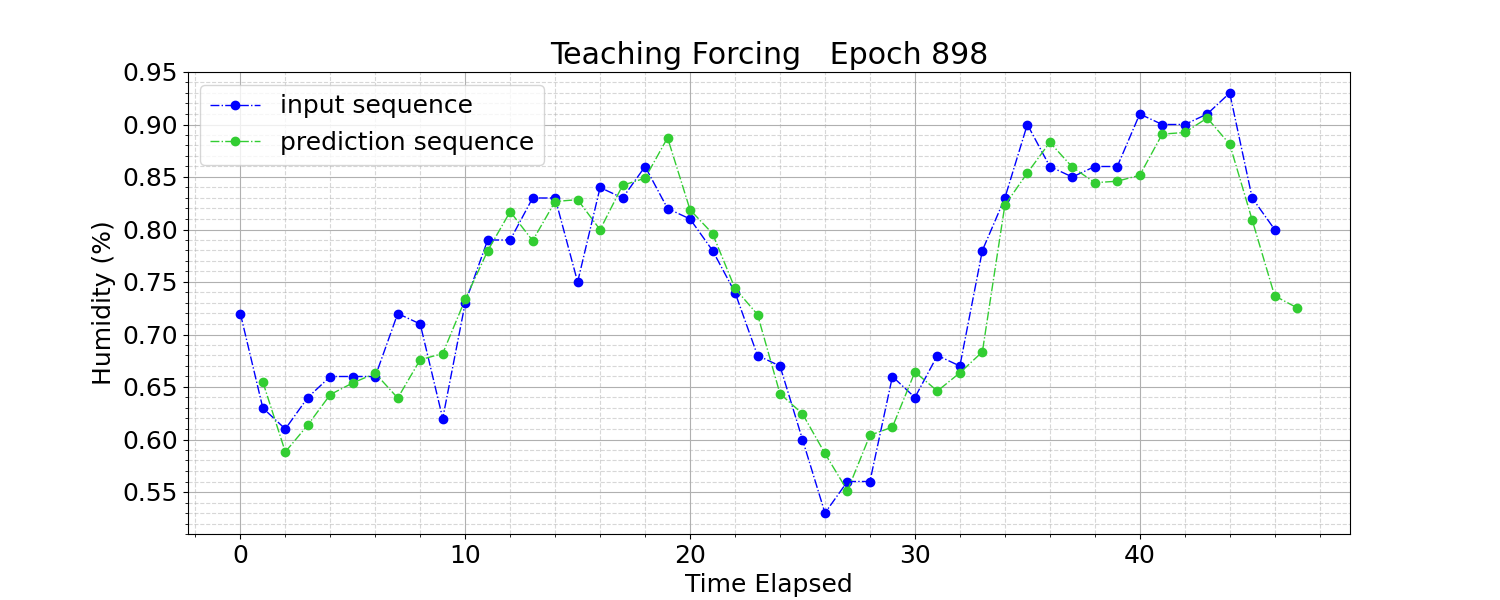 Teaching Forcing   Epoch 898
input sequence
prediction sequence
Humidity (%)
0.95
0.90
0.85
0.80
0.75
0.70
0.65
0.60
0.55
0 10 20 30 40
Time Elapsed